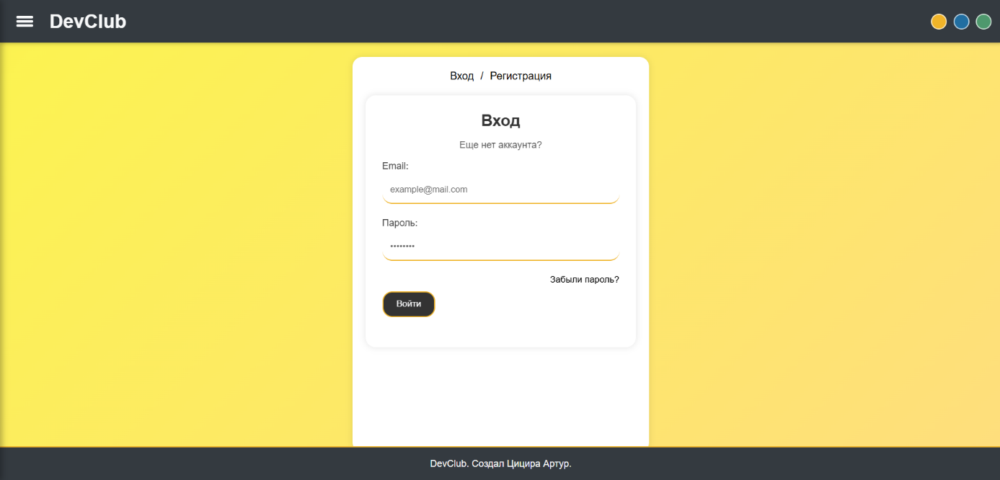 DevClub
Вход / Регистрация
Вход
Еще нет аккаунта?
Email:
example@mail.com
Пароль:
••••••••
Забыли пароль?
Войти
DevClub. Создал Цицира Артур.